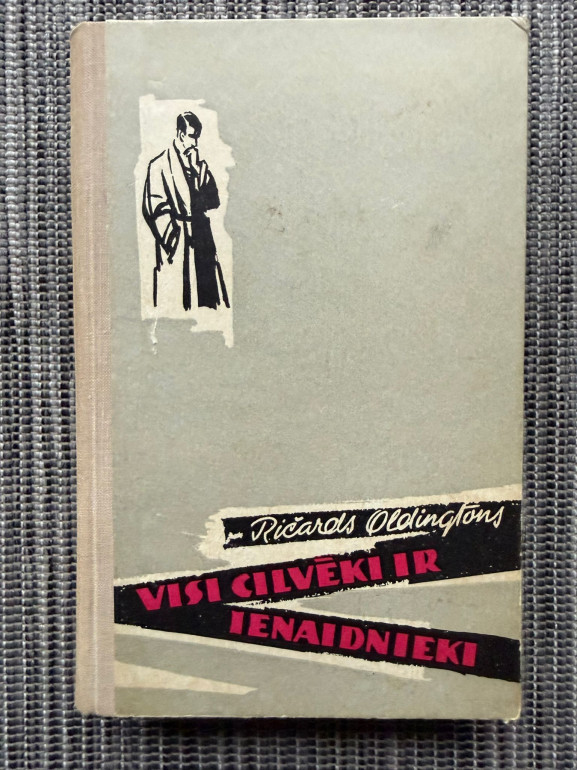 Ričards Oldingtons
VISI CILVĒKI IR
IENAIDNIEKI